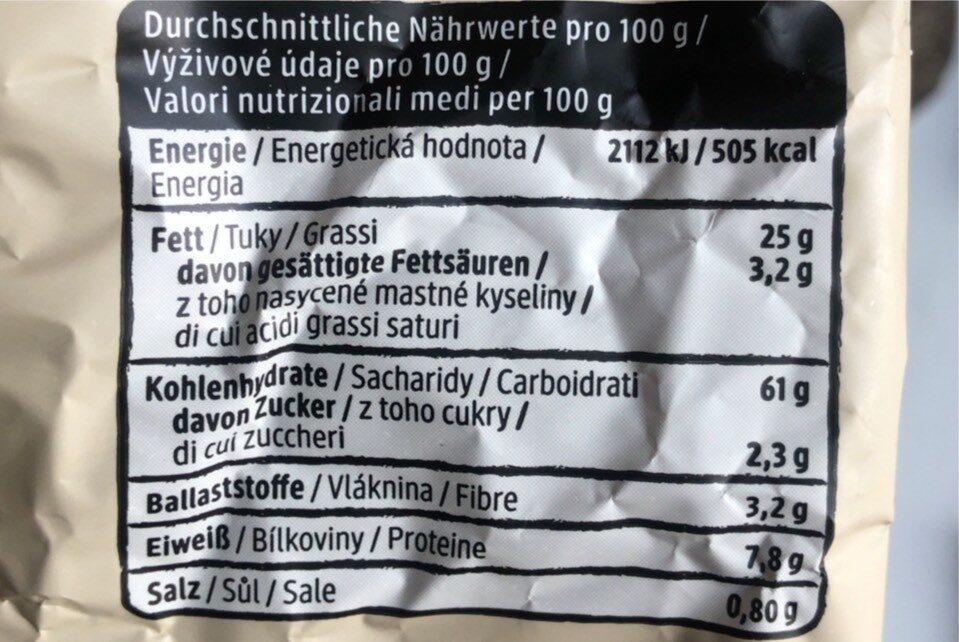 Durchschnittliche Nährwerte pro 100 g /
Výživové údaje pro 100 g /
Valori nutrizionali medi per 100 g
Energie / Energetická hodnota / 2112 kJ / 505 kcal
Energia
Fett / Tuky / Grassi 25 g
davon gesättigte Fettsäuren / 3,2 g
z toho nasycené mastné kyseliny /
di cui acidi grassi saturi
Kohlenhydrate / Sacharidy / Carboidrati 61 g
davon Zucker / z toho cukry /
di cui zuccheri 2,3 g
Ballaststoffe / Vláknina / Fibre 3,2 g
Eiweiß / Bílkoviny / Proteine 7,8 g
Salz / Sůl / Sale 0,80 g